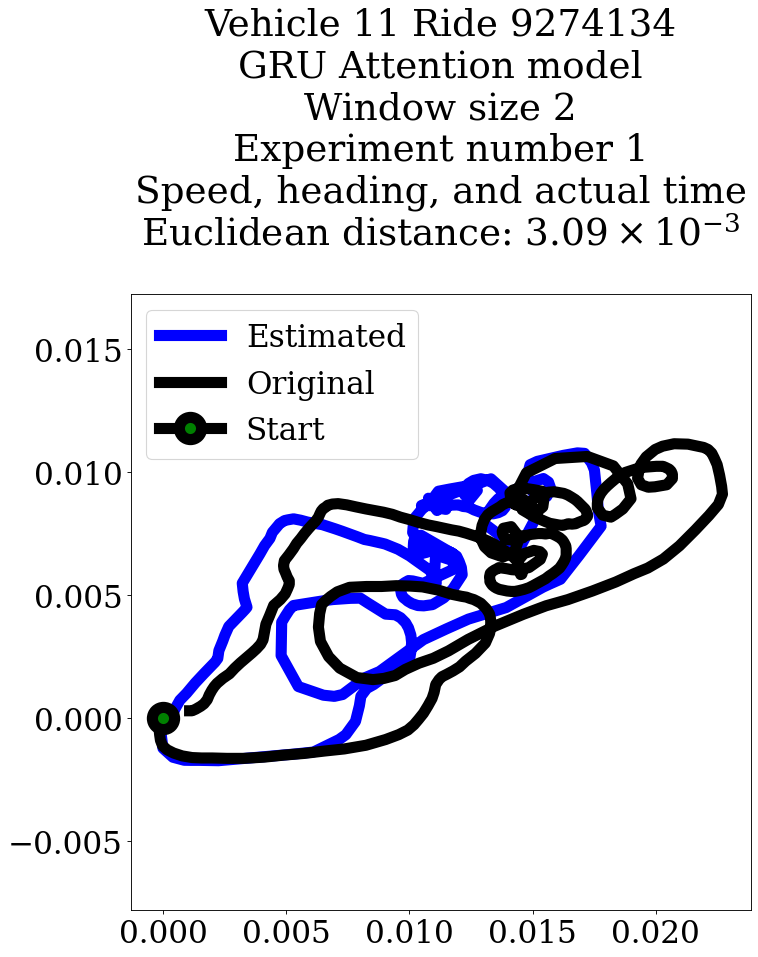 Vehicle 11 Ride 9274134
GRU Attention model
Window size 2
Experiment number 1
Speed, heading, and actual time
Euclidean distance: 3.09 × 10⁻³
Estimated
Original
Start
0.015
0.010
0.005
0.000
−0.005
0.000 0.005 0.010 0.015 0.020